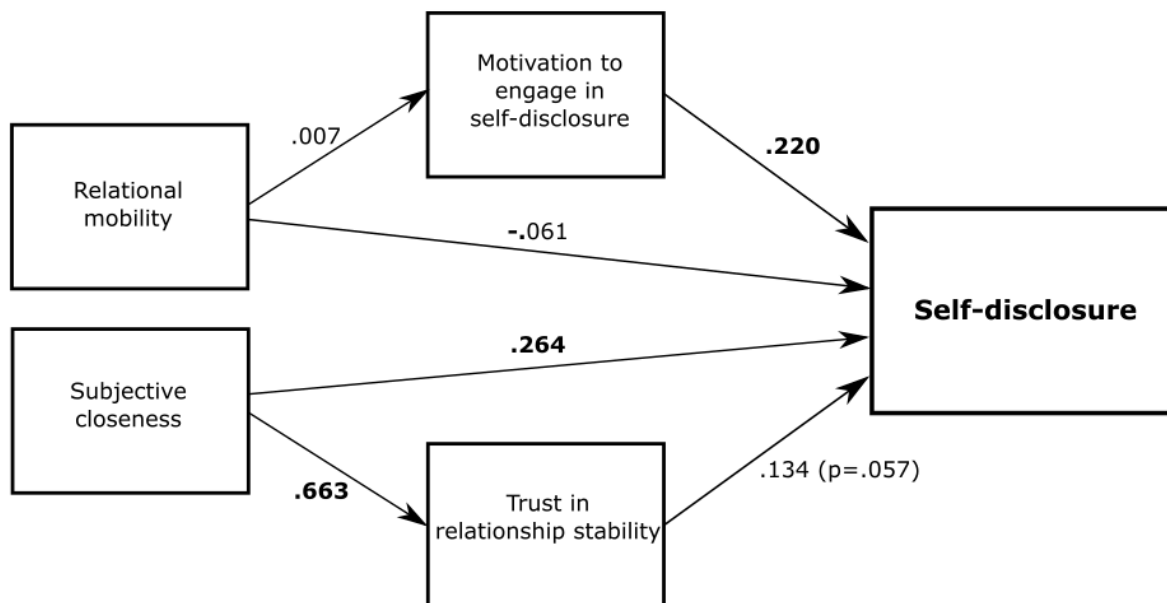 Motivation to
engage in
self-disclosure
.007
.220
Relational
mobility
-.061
Self-disclosure
.264
Subjective
closeness
.663
.134 (p=.057)
Trust in
relationship stability